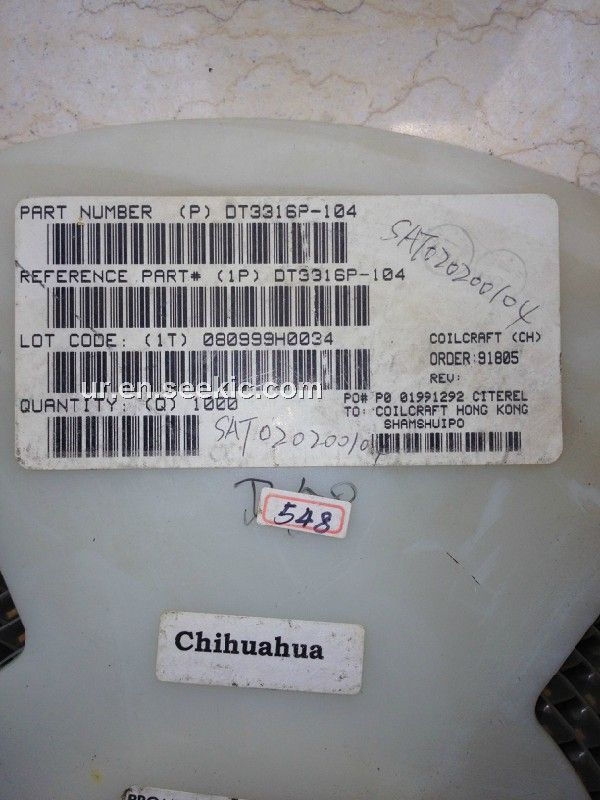 PART NUMBER (P) DT3316P-104
SAT020200104
REFERENCE PART# (1P) DT3316P-104
LOT CODE: (1T) 080999H0034
COILCRAFT (CH)
ORDER:91805
REV:
ur.en.seekic.com
QUANTITY: (Q) 1000
PO# P0 01991292 CITEREL
TO: COILCRAFT HONG KONG
SHAMSHUIPO
SAT020200104
548
Chihuahua